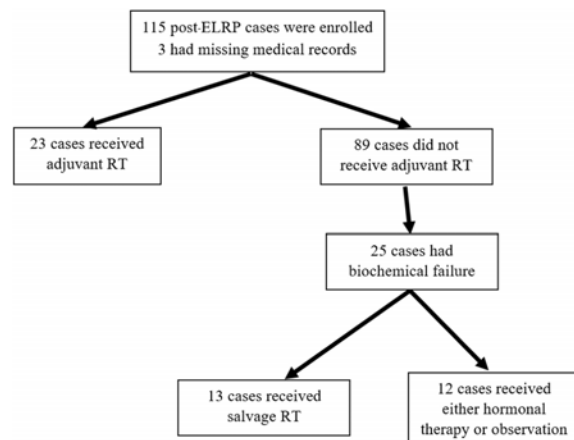 115 post-ELRP cases were enrolled
3 had missing medical records
23 cases received
adjuvant RT
89 cases did not
receive adjuvant RT
25 cases had
biochemical failure
13 cases received
salvage RT
12 cases received
either hormonal
therapy or observation